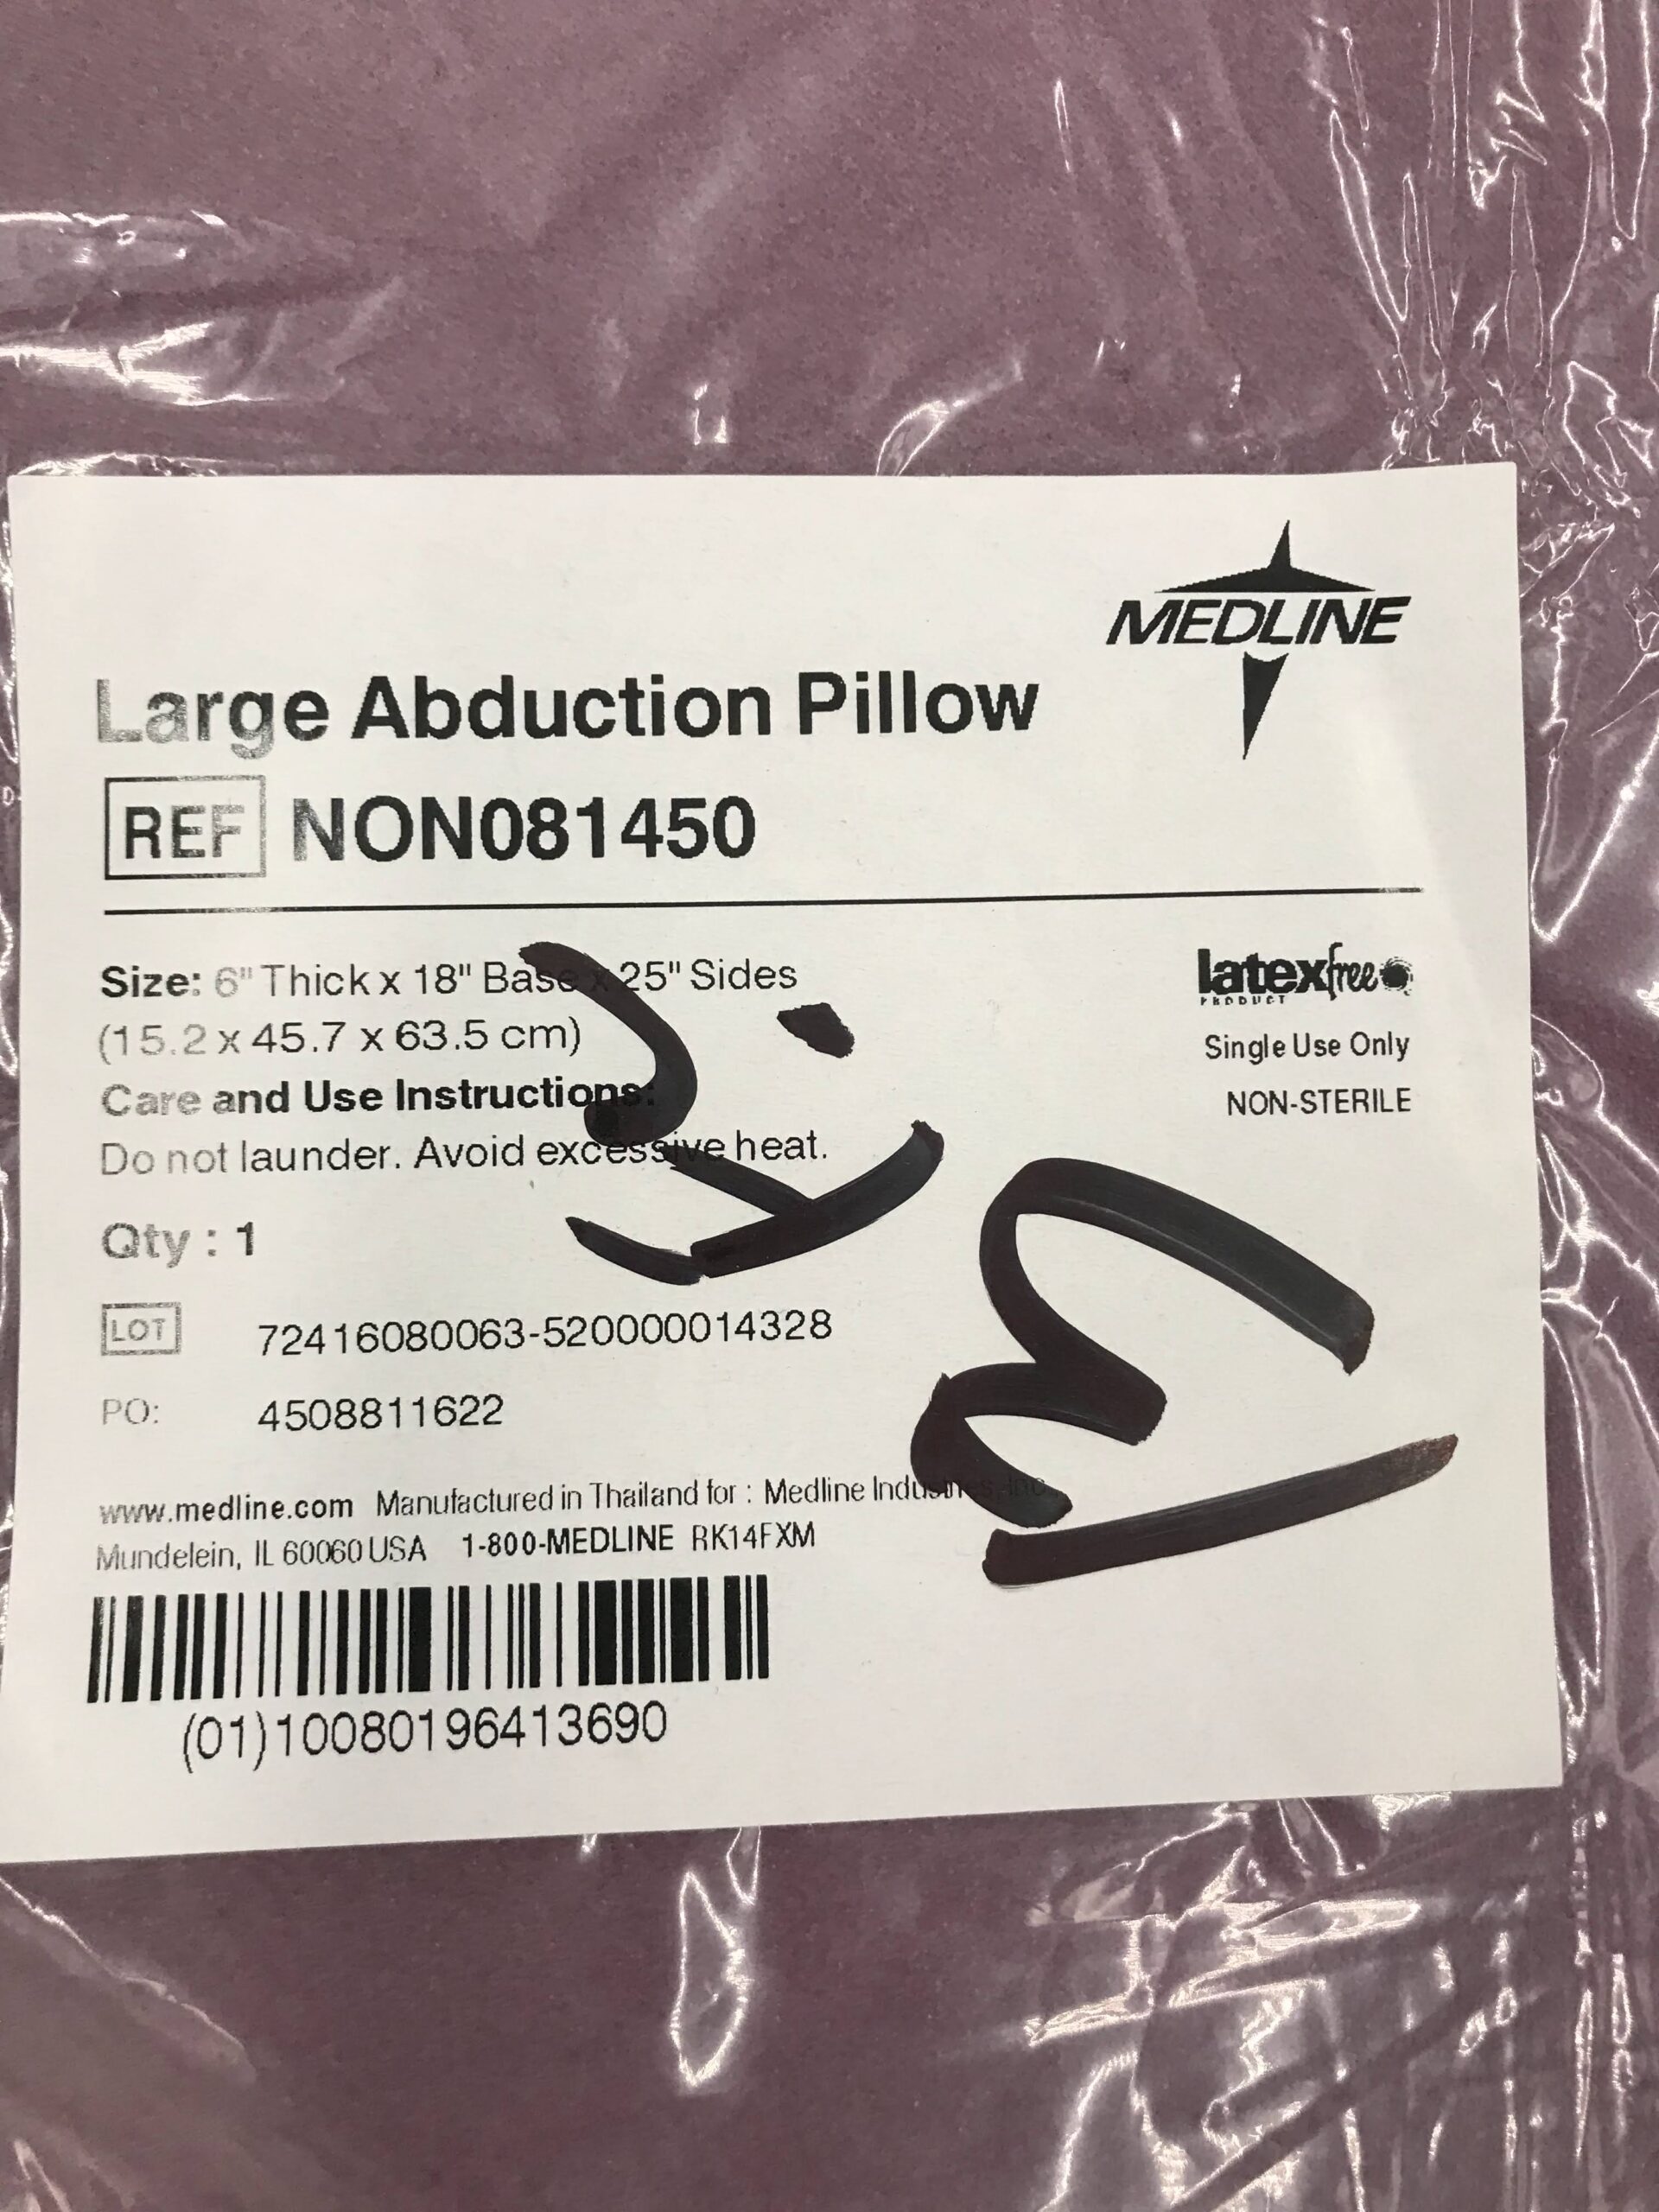 MEDLINE
Large Abduction Pillow
REF NON081450
Size: 6" Thick x 18" Base x 25" Sides
(15.2 x 45.7 x 63.5 cm)
Care and Use Instructions:
Do not launder. Avoid excessive heat.
Qty : 1
latexfree
PRODUCT
Single Use Only
NON-STERILE
LOT 72416080063-520000014328
PO: 4508811622
www.medline.com Manufactured in Thailand for : Medline Industries, Inc
Mundelein, IL 60060 USA 1-800-MEDLINE RK14FXM
(01)10080196413690